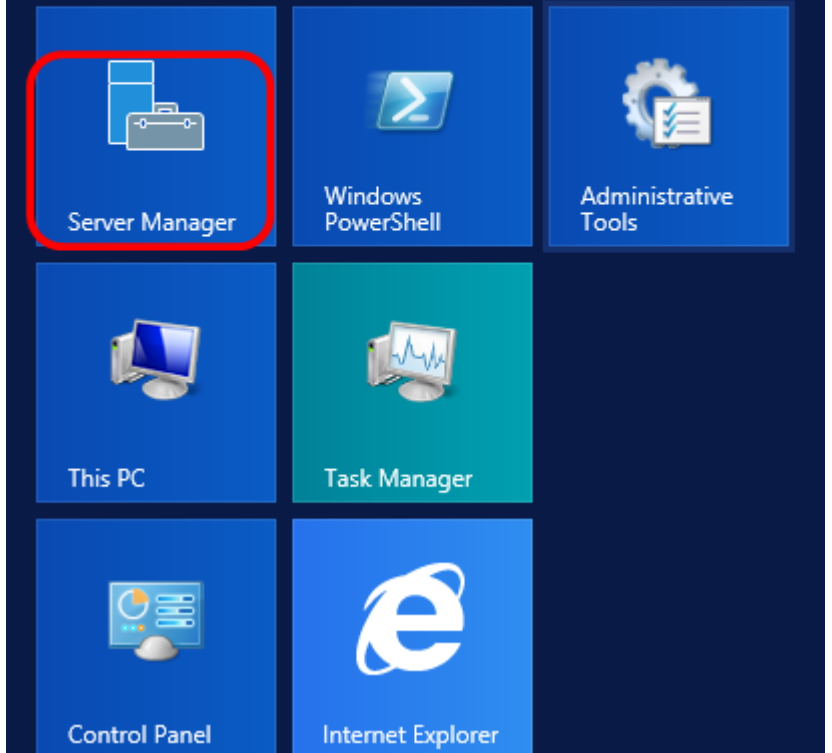 Server Manager
Windows
PowerShell
Administrative
Tools
This PC
Task Manager
Control Panel
Internet Explorer